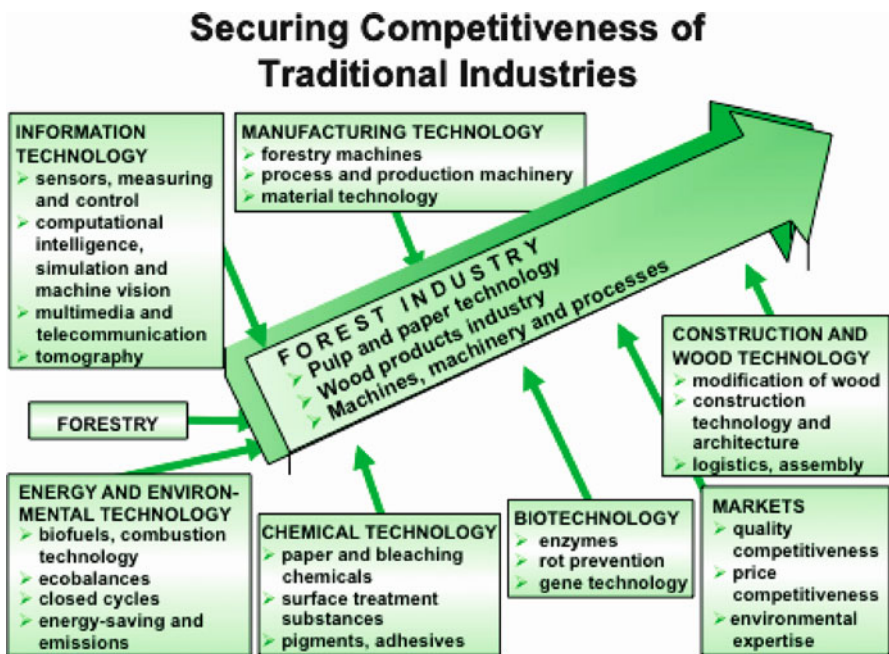 Securing Competitiveness of
Traditional Industries
INFORMATION
TECHNOLOGY
sensors, measuring
and control
computational
intelligence,
simulation and
machine vision
multimedia and
telecommunication
tomography
MANUFACTURING TECHNOLOGY
forestry machines
process and production machinery
material technology
FOREST INDUSTRY
Pulp and paper technology
Wood products industry
Machines, machinery and processes
CONSTRUCTION AND
WOOD TECHNOLOGY
modification of wood
construction
technology and
architecture
logistics, assembly
FORESTRY
ENERGY AND ENVIRON-
MENTAL TECHNOLOGY
biofuels, combustion
technology
ecobalances
closed cycles
energy-saving and
emissions
CHEMICAL TECHNOLOGY
paper and bleaching
chemicals
surface treatment
substances
pigments, adhesives
BIOTECHNOLOGY
enzymes
rot prevention
gene technology
MARKETS
quality
competitiveness
price
competitiveness
environmental
expertise